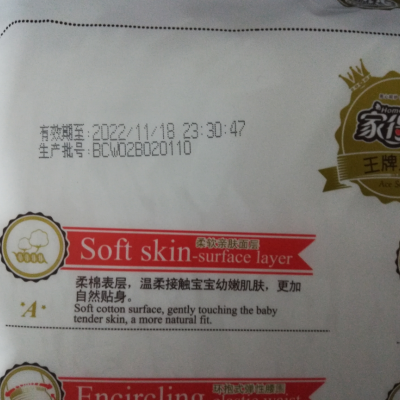 有效期至:2022/11/18 23:30:47
生产批号:BCW02B020110
家
王牌
柔软亲肤面层
Soft skin-surface layer
柔棉表层，温柔接触宝宝幼嫩肌肤，更加
自然贴身。
Soft cotton surface, gently touching the baby
tender skin, a more natural fit.
"A"
Encircling-elastic waist